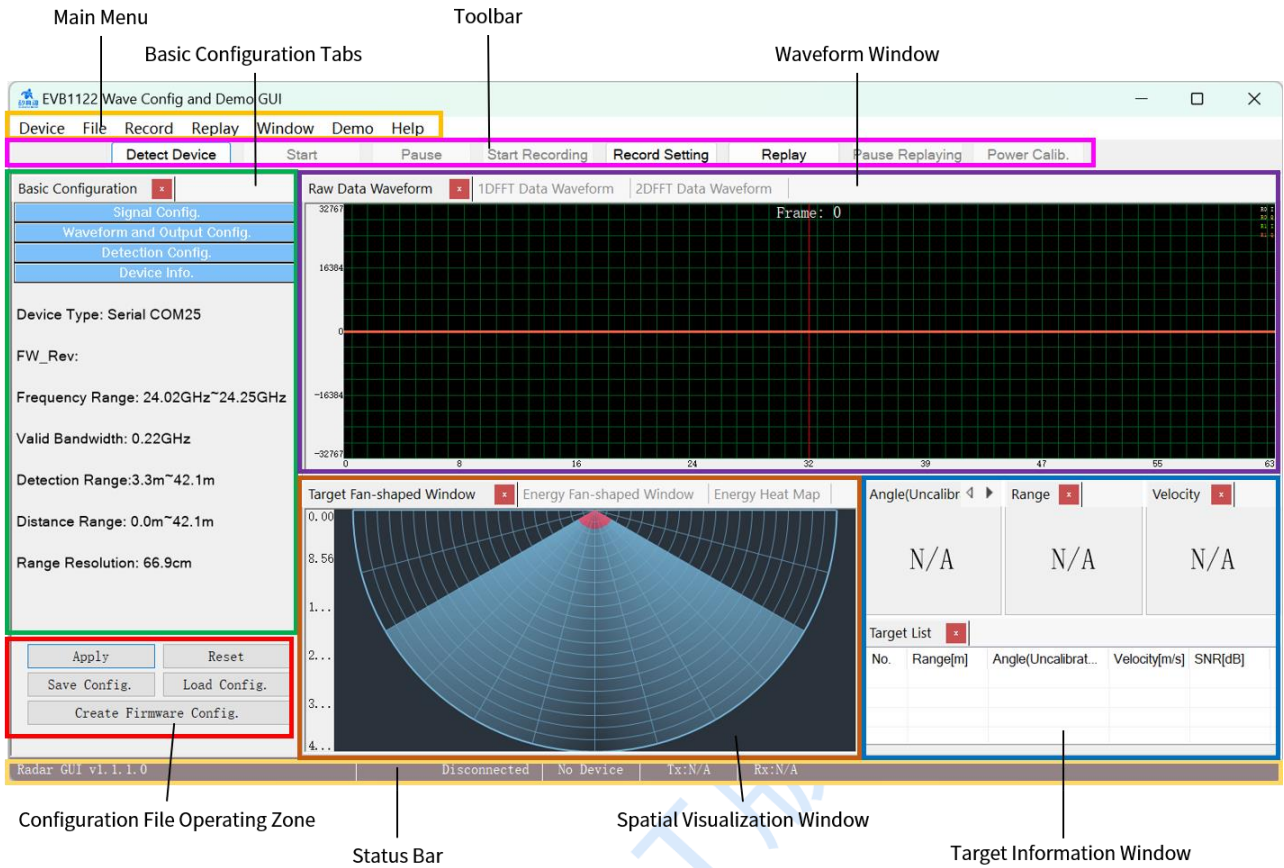 Main Menu
Toolbar
Basic Configuration Tabs
Waveform Window
EVB1122 Wave Config and Demo GUI
Device File Record Replay Window Demo Help
Detect Device Start Pause Start Recording Record Setting Replay Pause Replaying Power Calib.
Basic Configuration x
Signal Config.
Waveform and Output Config.
Detection Config.
Device Info.
Device Type: Serial COM25
FW_Rev:
Frequency Range: 24.02GHz~24.25GHz
Valid Bandwidth: 0.22GHz
Detection Range:3.3m~42.1m
Distance Range: 0.0m~42.1m
Range Resolution: 66.9cm
Apply Reset
Save Config. Load Config.
Create Firmware Config.
Raw Data Waveform x 1DFFT Data Waveform 2DFFT Data Waveform
Frame: 0
32767
16384
0
-16384
-32767
0 8 16 24 32 39 47 55 63
Target Fan-shaped Window x Energy Fan-shaped Window Energy Heat Map
0.00
8.56
1...
2...
3...
4...
Angle(Uncalibr Range x Velocity x
N/A N/A N/A
Target List x
No. Range[m] Angle(Uncalibrat... Velocity[m/s] SNR[dB]
Radar GUI v1.1.1.0 Disconnected No Device Tx:N/A Rx:N/A
Configuration File Operating Zone
Spatial Visualization Window
Status Bar
Target Information Window